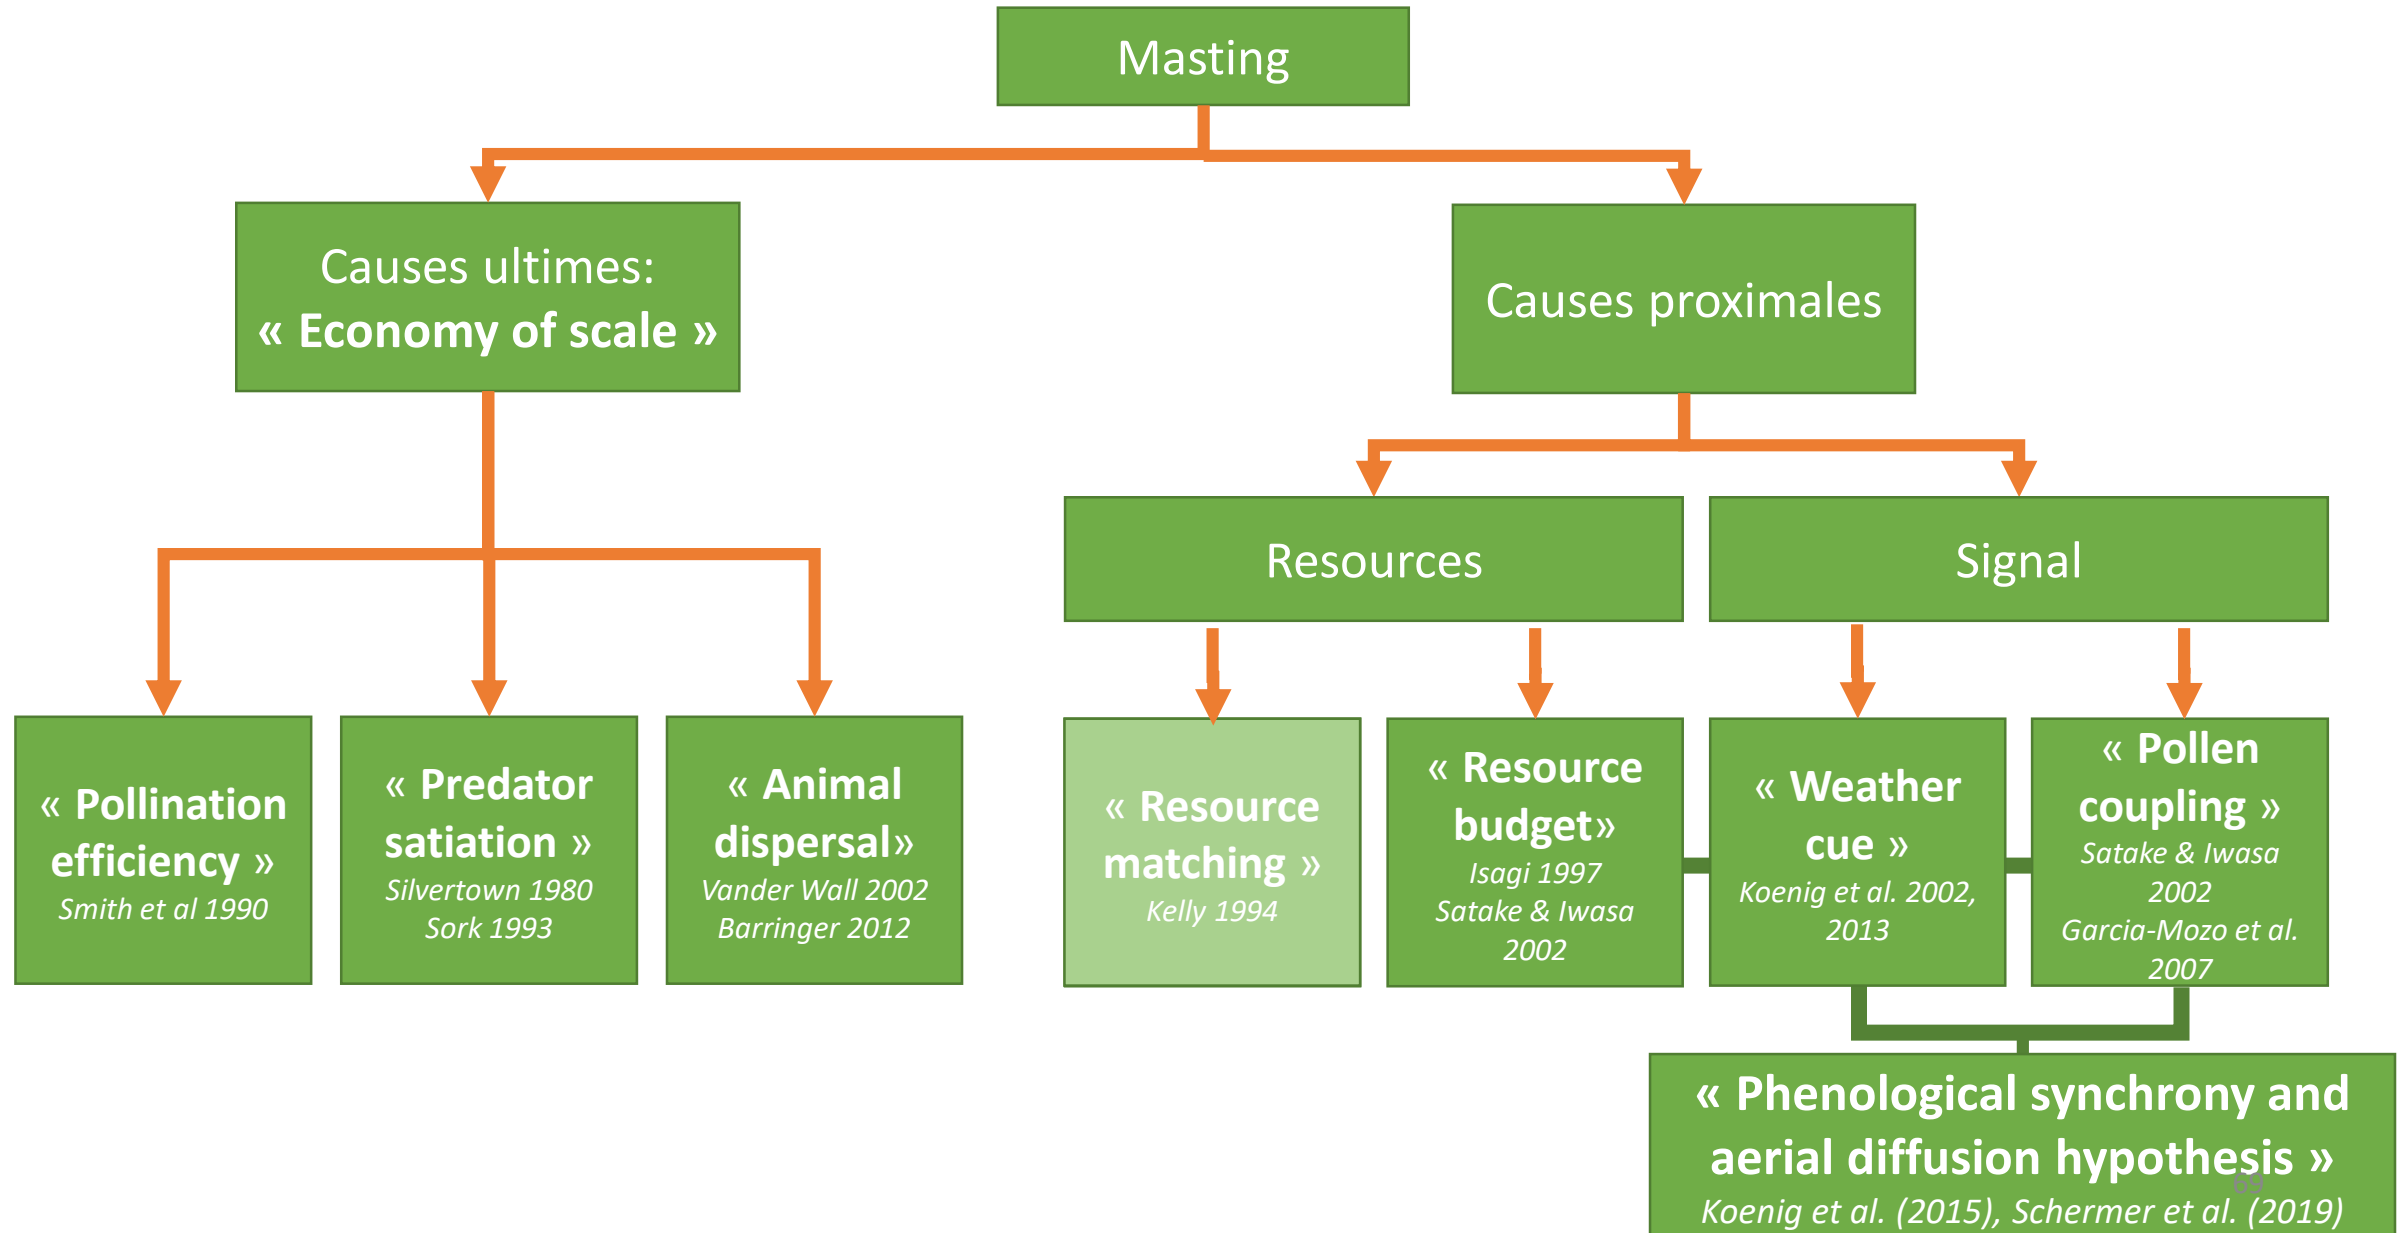 Masting
Causes ultimes:
« Economy of scale »
Causes proximales
Resources
Signal
« Pollination
efficiency »
Smith et al 1990
« Predator
satiation »
Silvertown 1980
Sork 1993
« Animal
dispersal»
Vander Wall 2002
Barringer 2012
« Resource
matching »
Kelly 1994
« Resource
budget»
Isagi 1997
Satake & Iwasa
2002
« Weather
cue »
Koenig et al. 2002,
2013
« Pollen
coupling »
Satake & Iwasa
2002
Garcia-Mozo et al.
2007
« Phenological synchrony and
aerial diffusion hypothesis »
69
Koenig et al. (2015), Schermer et al. (2019)